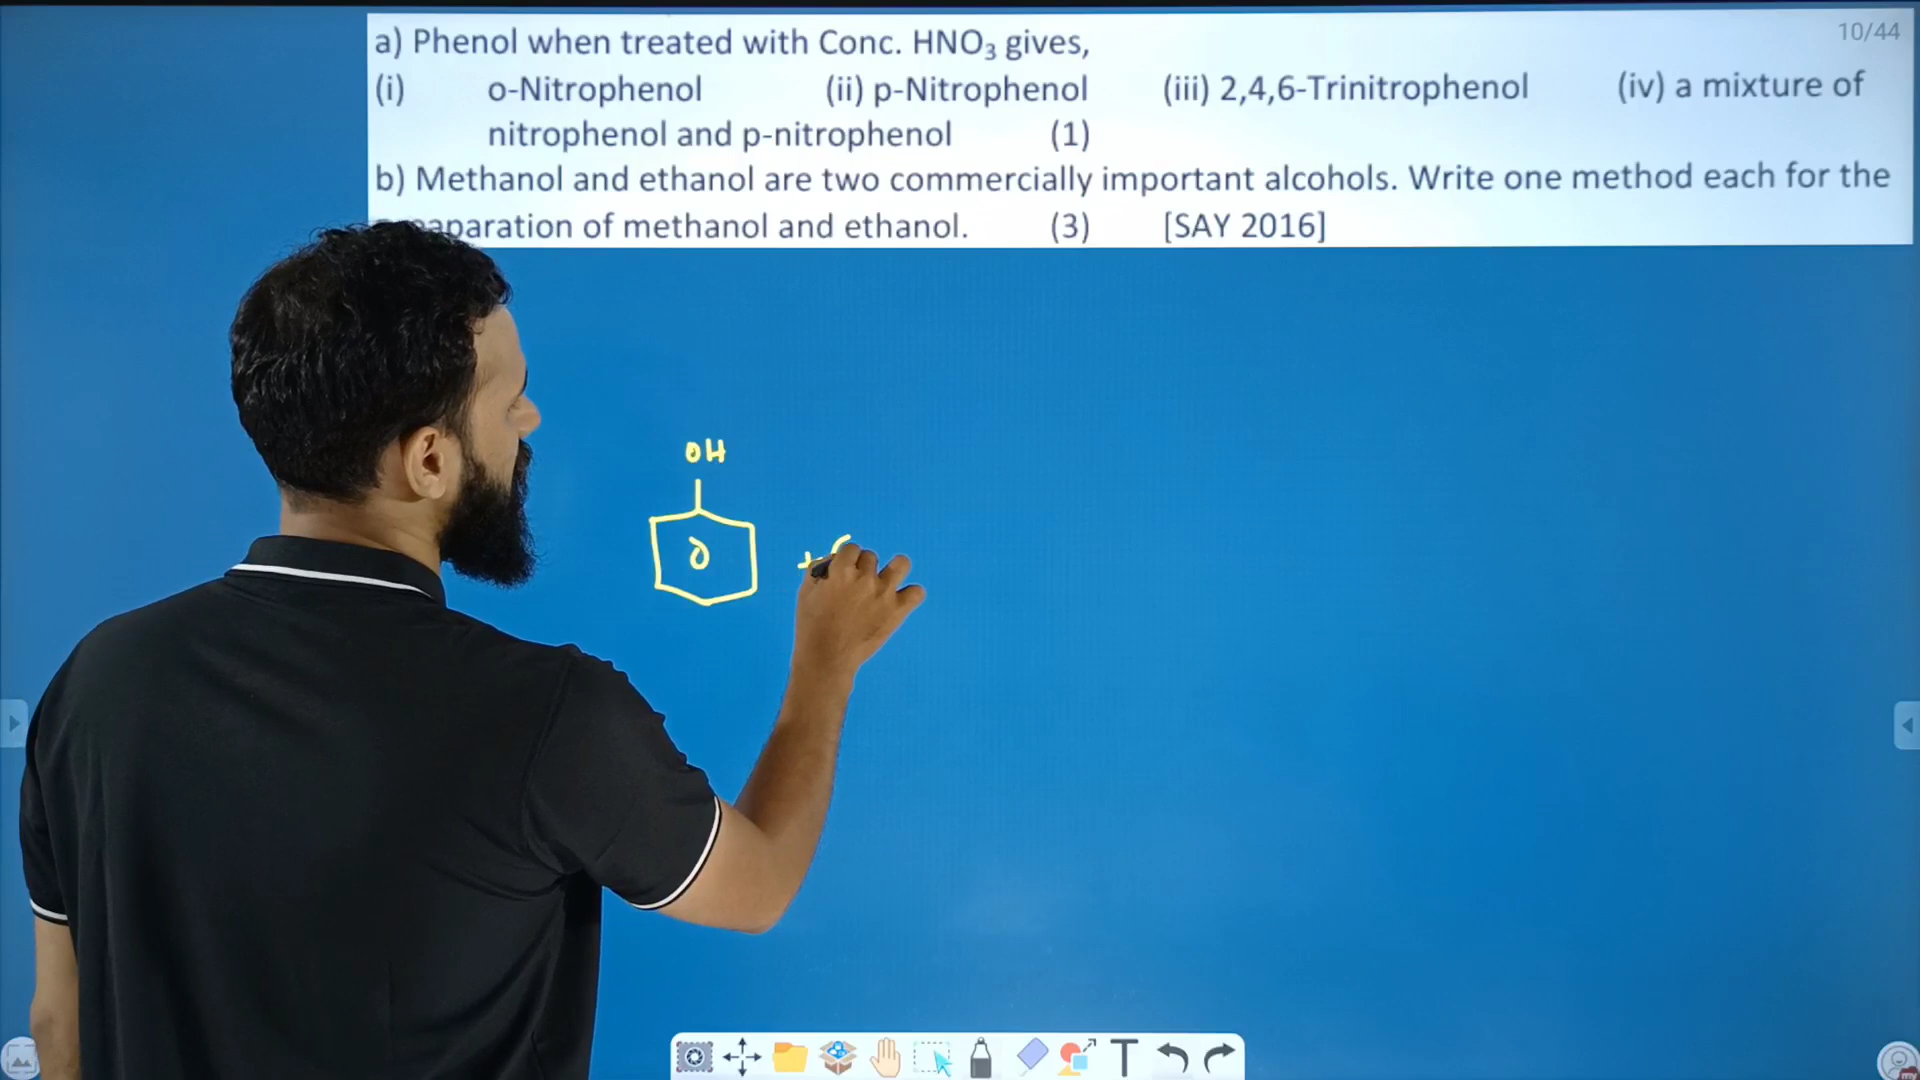 10/44
a) Phenol when treated with Conc. HNO₃ gives,
(i) o-Nitrophenol (ii) p-Nitrophenol (iii) 2,4,6-Trinitrophenol (iv) a mixture of
nitrophenol and p-nitrophenol (1)
b) Methanol and ethanol are two commercially important alcohols. Write one method each for the
of methanol and ethanol. (3) [SAY 2016]
OH
+
T